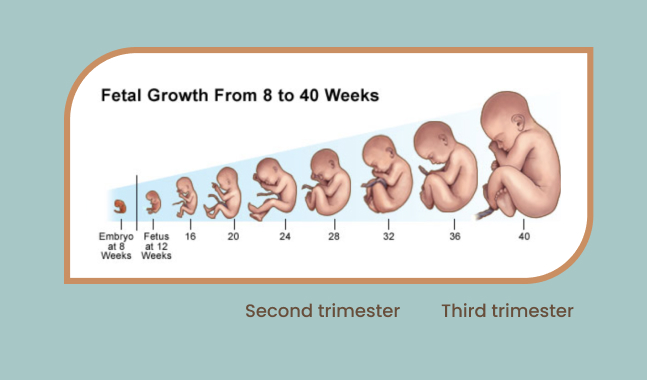 Fetal Growth From 8 to 40 Weeks
Embryo
at 8
Weeks
Fetus
at 12
Weeks
16
20
24
28
32
36
40
Second trimester
Third trimester